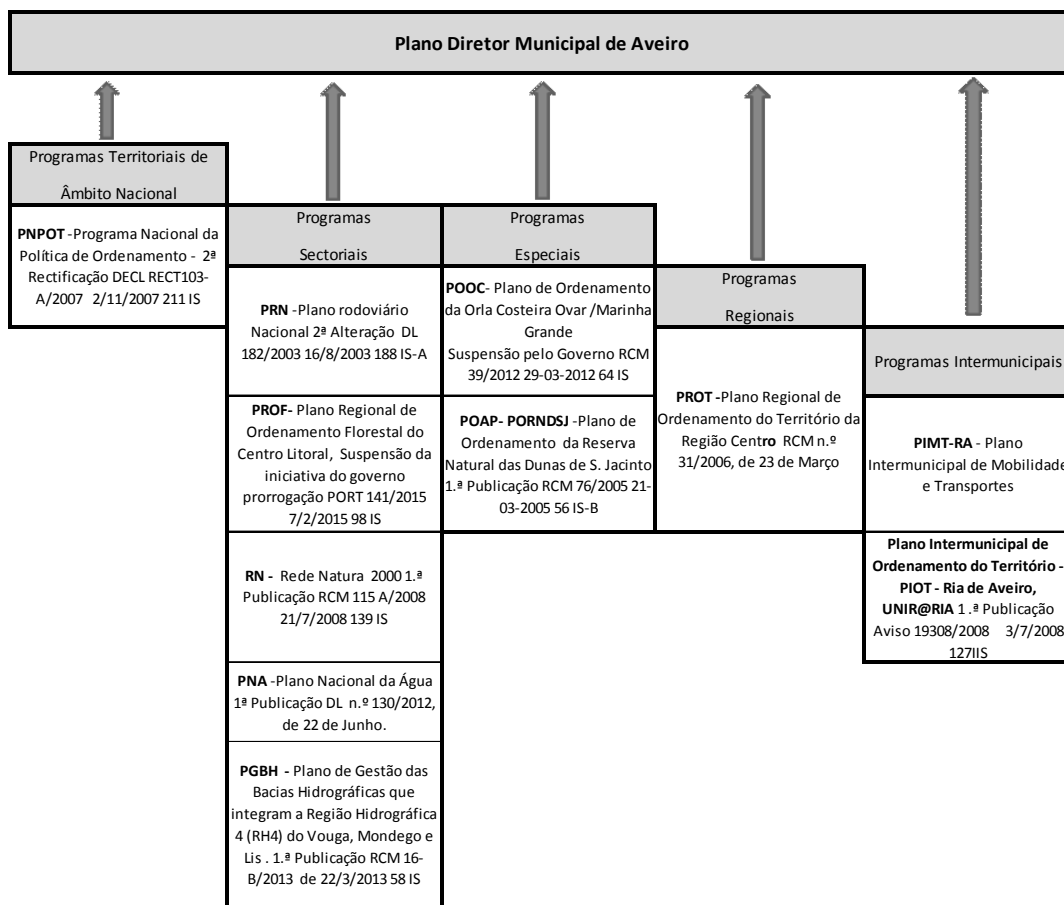 Plano Diretor Municipal de Aveiro
Programas Territoriais de
Âmbito Nacional
PNPOT -Programa Nacional da
Política de Ordenamento - 2ª
Rectificação DECL RECT103-
A/2007 2/11/2007 211 IS
Programas
Sectoriais
PRN -Plano rodoviário
Nacional 2ª Alteração DL
182/2003 16/8/2003 188 IS-A
PROF- Plano Regional de
Ordenamento Florestal do
Centro Litoral, Suspensão da
iniciativa do governo
prorrogação PORT 141/2015
7/2/2015 98 IS
RN - Rede Natura 2000 1.ª
Publicação RCM 115 A/2008
21/7/2008 139 IS
PNA -Plano Nacional da Água
1ª Publicação DL n.º 130/2012,
de 22 de Junho.
PGBH - Plano de Gestão das
Bacias Hidrográficas que
integram a Região Hidrográfica
4 (RH4) do Vouga, Mondego e
Lis . 1.ª Publicação RCM 16-
B/2013 de 22/3/2013 58 IS
Programas
Especiais
POOC- Plano de Ordenamento
da Orla Costeira Ovar /Marinha
Grande
Suspensão pelo Governo RCM
39/2012 29-03-2012 64 IS
POAP- PORNDSJ -Plano de
Ordenamento da Reserva
Natural das Dunas de S. Jacinto
1.ª Publicação RCM 76/2005 21-
03-2005 56 IS-B
Programas
Regionais
PROT -Plano Regional de
Ordenamento do Território da
Região Centro RCM n.º
31/2006, de 23 de Março
Programas Intermunicipais
PIMT-RA - Plano
Intermunicipal de Mobilidade
e Transportes
Plano Intermunicipal de
Ordenamento do Território -
PIOT - Ria de Aveiro,
UNIR@RIA 1 .ª Publicação
Aviso 19308/2008 3/7/2008
127IIS